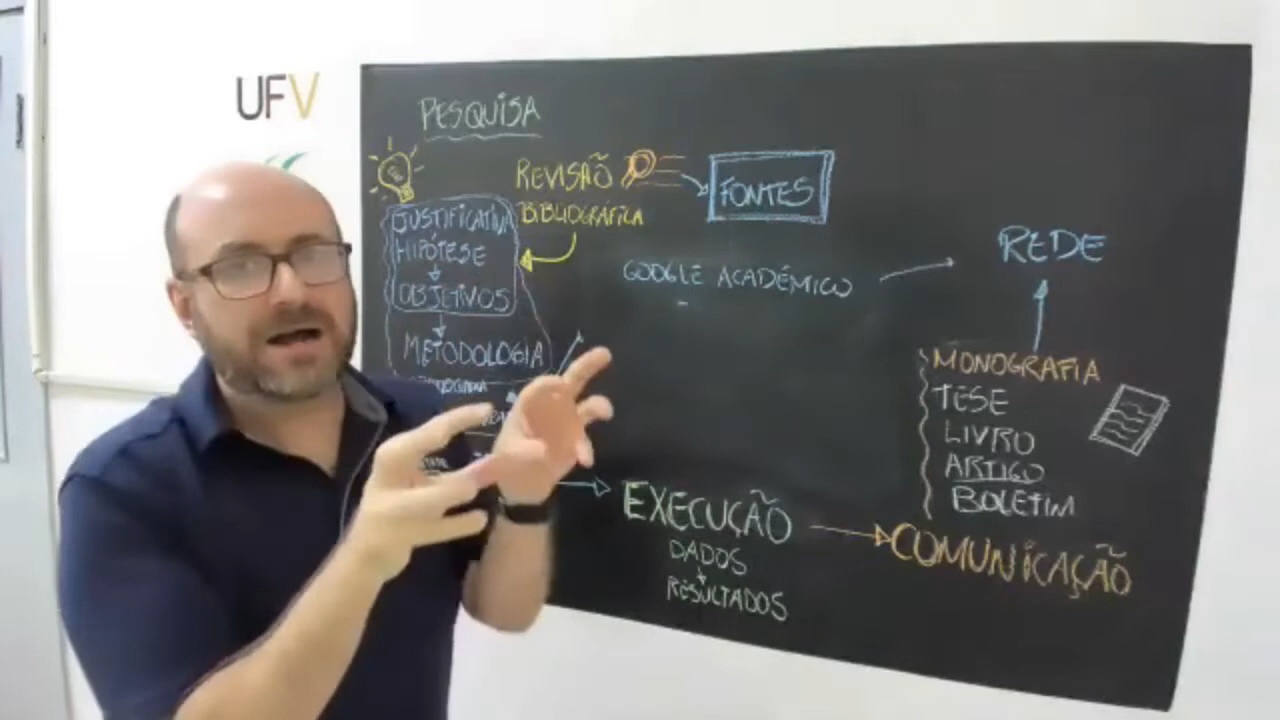 UFV
PESQUISA
REVISÃO
BIBLIOGRÁFICA
FONTES
JUSTIFICATIVA
HIPÓTESE
OBJETIVOS
METODOLOGIA
GOOGLE ACADÉMICO
REDE
MONOGRAFIA
TESE
LIVRO
ARTIGO
BOLETIM
EXECUÇÃO
DADOS
RESULTADOS
COMUNICAÇÃO